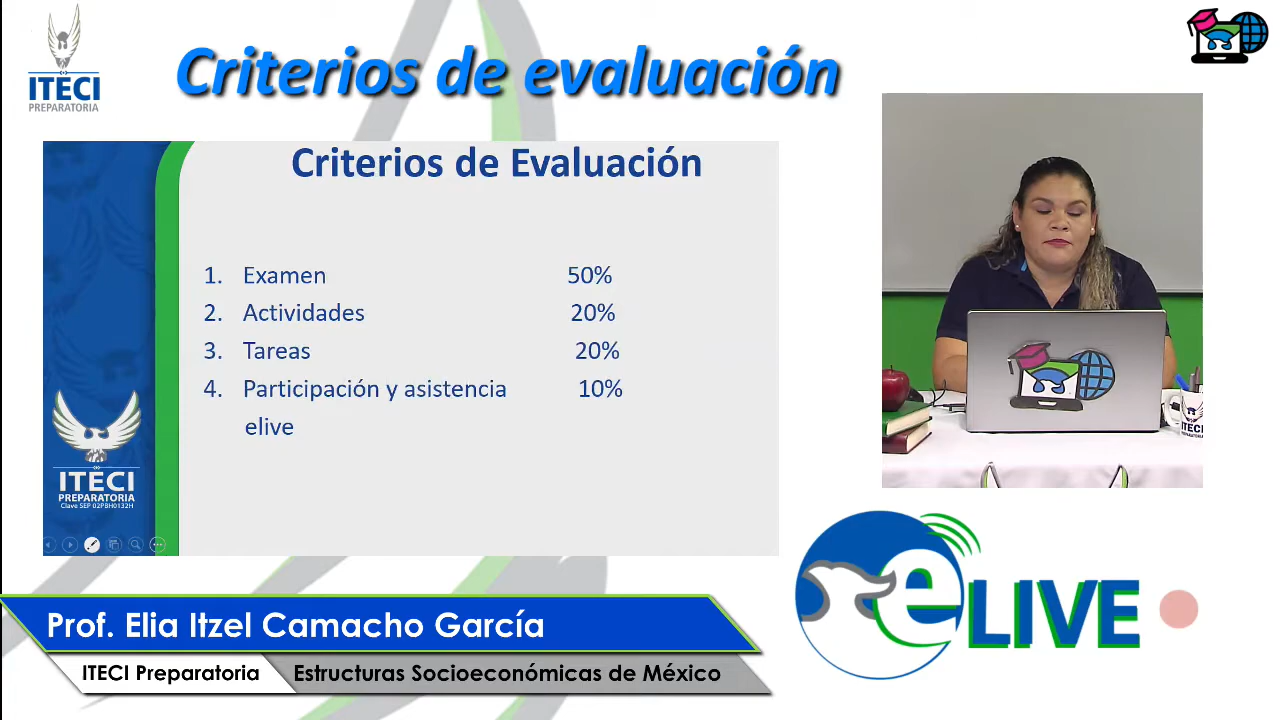 ITECI
PREPARATORIA
Criterios de evaluación
Criterios de Evaluación
1. Examen 50%
2. Actividades 20%
3. Tareas 20%
4. Participación y asistencia 10%
elive
ITECI
PREPARATORIA
Clave SEP 02PBH0132H
ITECI
eLIVE
Prof. Elia Itzel Camacho García
ITECI Preparatoria
Estructuras Socioeconómicas de México